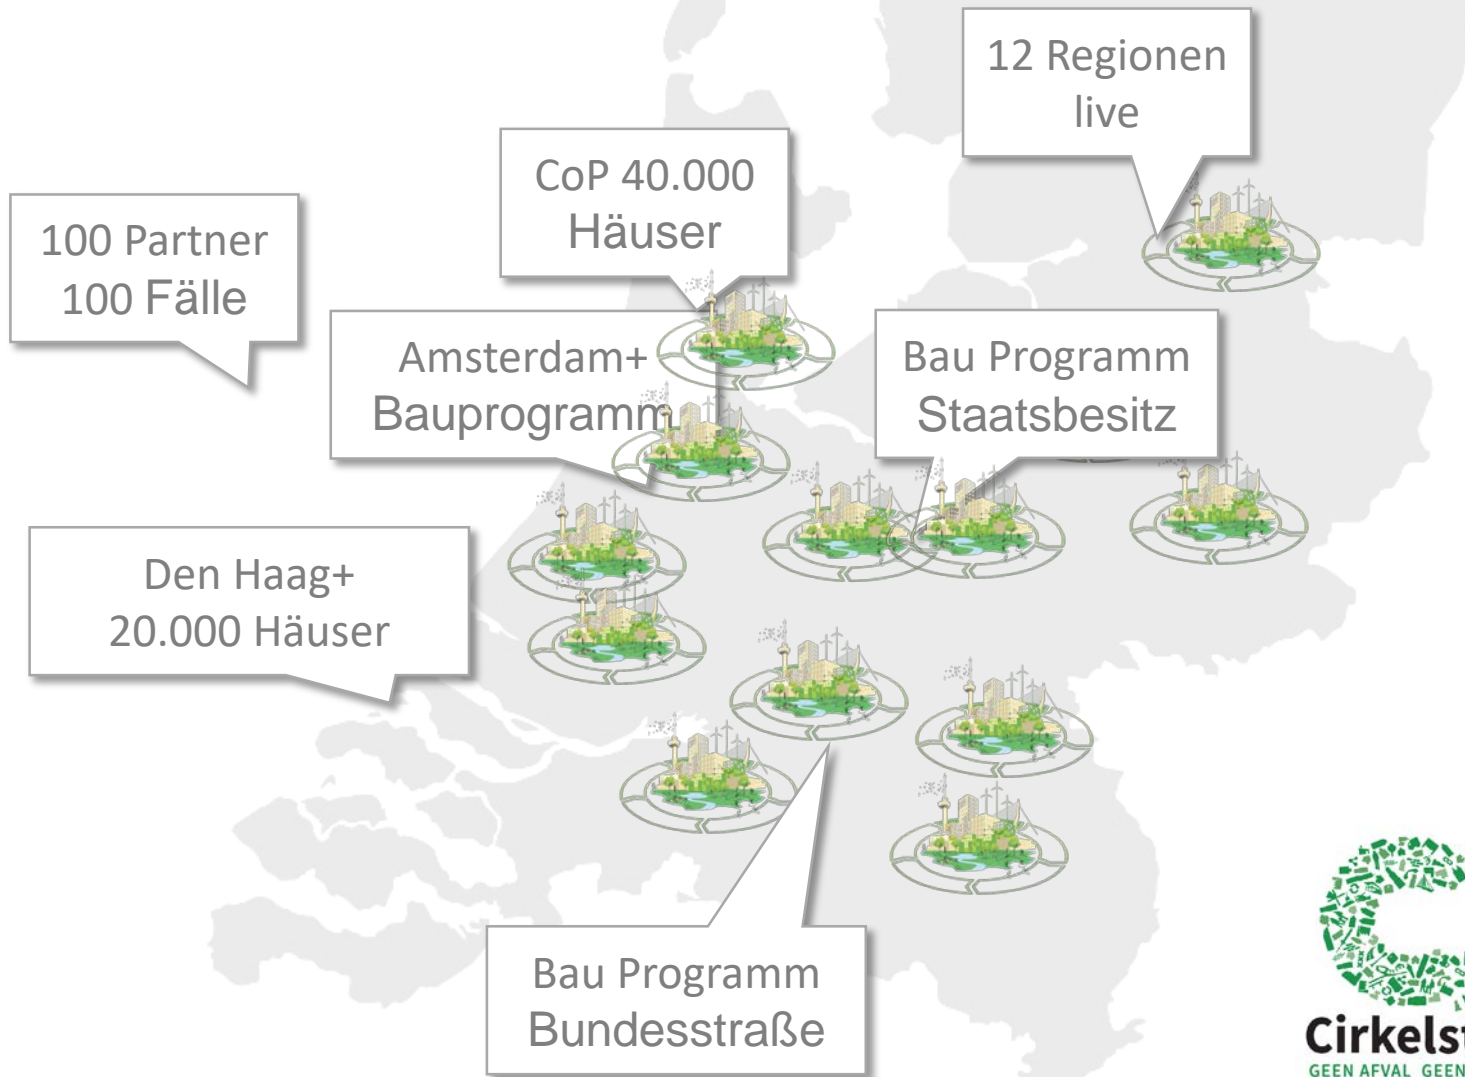 12 Regionen
live
CoP 40.000
Häuser
100 Partner
100 Fälle
Amsterdam+
Bauprogramm
Bau Programm
Staatsbesitz
Den Haag+
20.000 Häuser
Bau Programm
Bundesstraße
Cirkelst
GEEN AFVAL GEEN